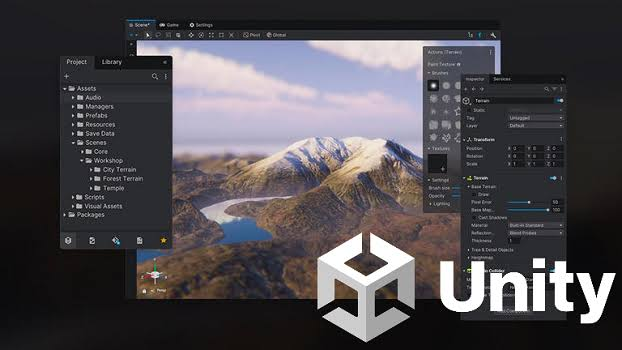 Scene*
Game
Settings
Pivot
Global
Project
Library
Assets
Audio
Managers
Prefabs
Resources
Save Data
Scenes
Core
Workshop
City Terrain
Forest Terrain
Temple
Scripts
Visual Assets
Packages
Persp
Actions (Terrain)
Paint Texture
Brushes
Textures
Settings
Brush size
Opacity
Lighting
Inspector
Services
Terrain
Static
Tag Untagged
Layer Default
Transform
Position X 0 Y 0 Z 0
Rotation X 0 Y 0 Z 0
Scale X 1 Y 1 Z 1
Terrain
Base Terrain
Draw
Pixel Error
Base Map
100
Cast Shadows
Material Built-in Standard
Reflection Blend Probes
Thickness 1
Tree & Detail Objects
Heightmap
Collider
Unity